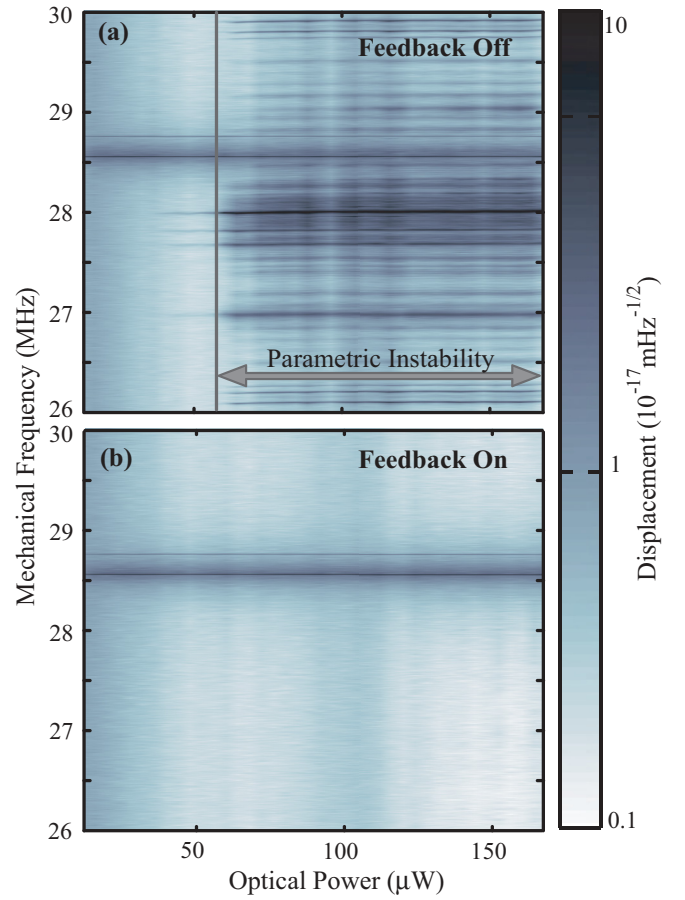 30
(a)
Feedback Off
29
28
27
Parametric Instability
26
30
(b)
Feedback On
29
28
27
26
50
100
150
Optical Power (μW)
Mechanical Frequency (MHz)
10
1
0.1
Displacement (10⁻¹⁷ mHz⁻¹/²)